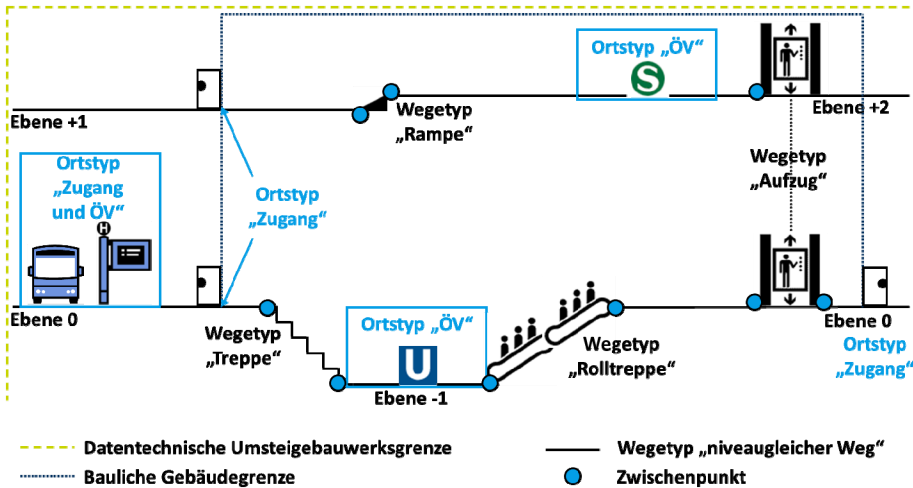 Ortstyp „ÖV“
S
Ebene +1
Wegetyp
„Rampe“
Ebene +2
Ortstyp
„Zugang
und ÖV“
H
Ortstyp
„Zugang“
Wegetyp
„Aufzug“
Ebene 0
Wegetyp
„Treppe“
Ortstyp „ÖV“
U
Ebene -1
Wegetyp
„Rolltreppe“
Ebene 0
Ortstyp
„Zugang“
Datentechnische Umsteigebauwerksgrenze
Wegetyp „niveaugleicher Weg“
Bauliche Gebäudegrenze
Zwischenpunkt